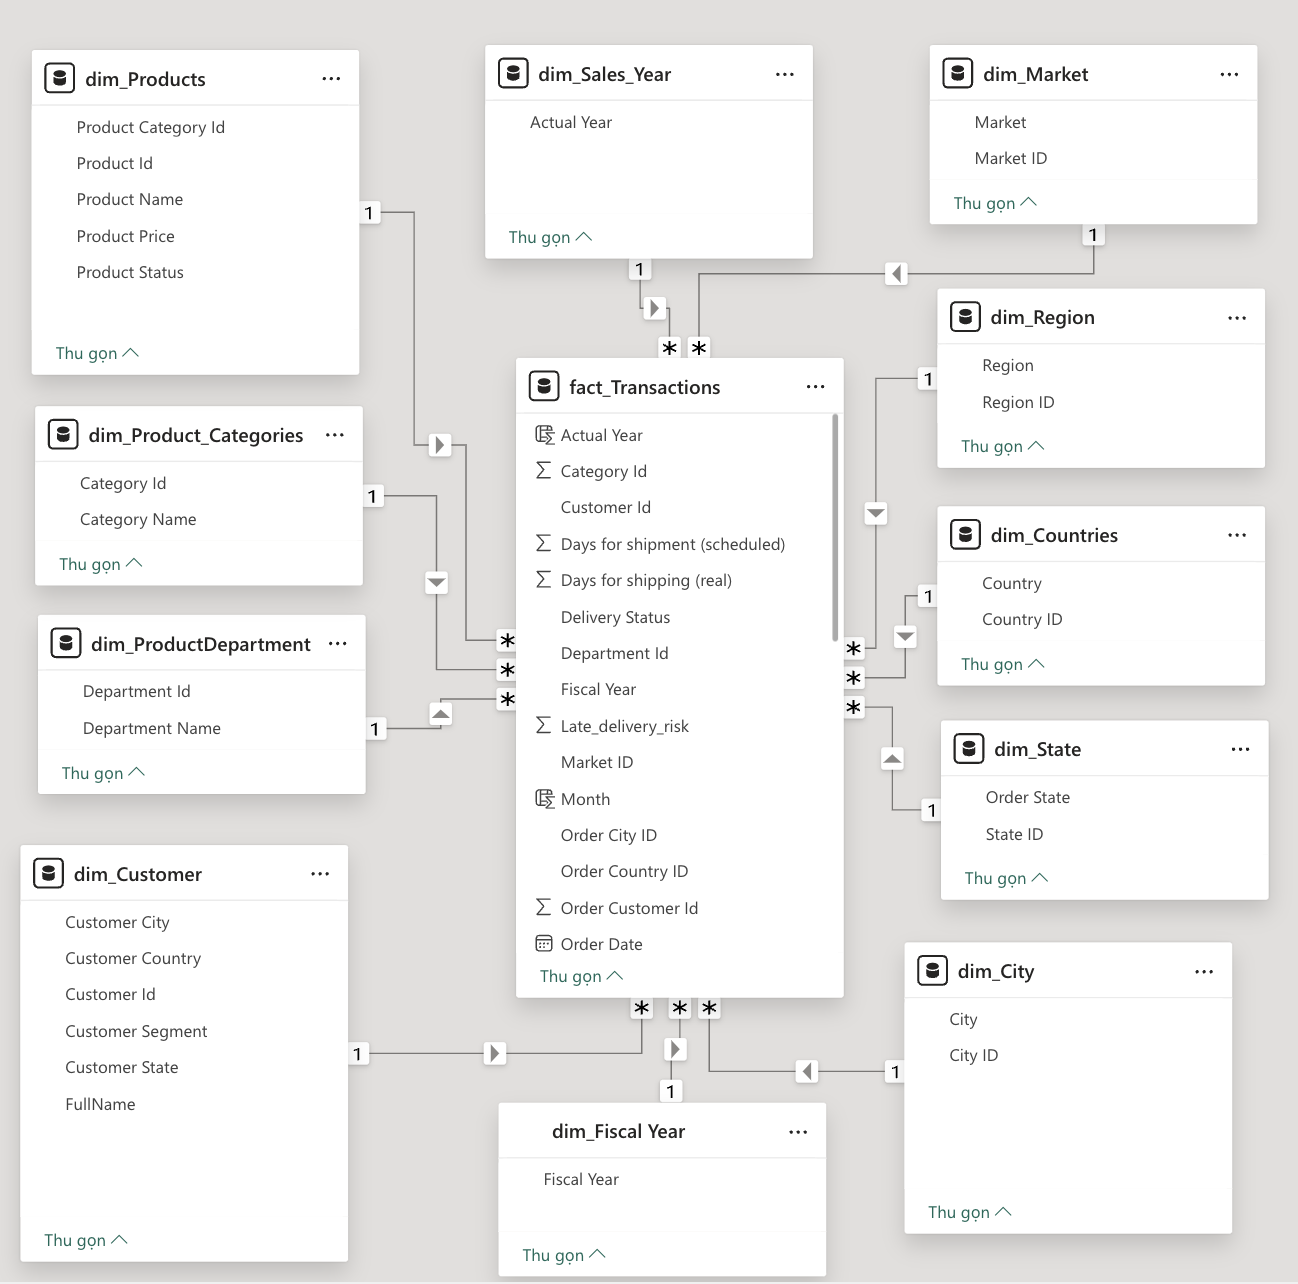 dim_Products ...
Product Category Id
Product Id
Product Name
Product Price
Product Status
Thu gọn
1
dim_Sales_Year ...
Actual Year
Thu gọn
1
dim_Market ...
Market
Market ID
Thu gọn
1
dim_Product_Categories ...
Category Id
Category Name
Thu gọn
1
dim_ProductDepartment ...
Department Id
Department Name
Thu gọn
1
dim_Customer ...
Customer City
Customer Country
Customer Id
Customer Segment
Customer State
FullName
Thu gọn
1
* *
fact_Transactions ...
Actual Year
Σ Category Id
Customer Id
Σ Days for shipment (scheduled)
Σ Days for shipping (real)
Delivery Status
Department Id
Fiscal Year
Σ Late_delivery_risk
Market ID
Month
Order City ID
Order Country ID
Σ Order Customer Id
Order Date
Thu gọn
*
*
*
*
*
*
* * *
1
dim_Fiscal Year ...
Fiscal Year
Thu gọn
dim_Region ...
Region
Region ID
Thu gọn
1
dim_Countries ...
Country
Country ID
Thu gọn
1
dim_State ...
Order State
State ID
Thu gọn
1
dim_City ...
City
City ID
Thu gọn
1